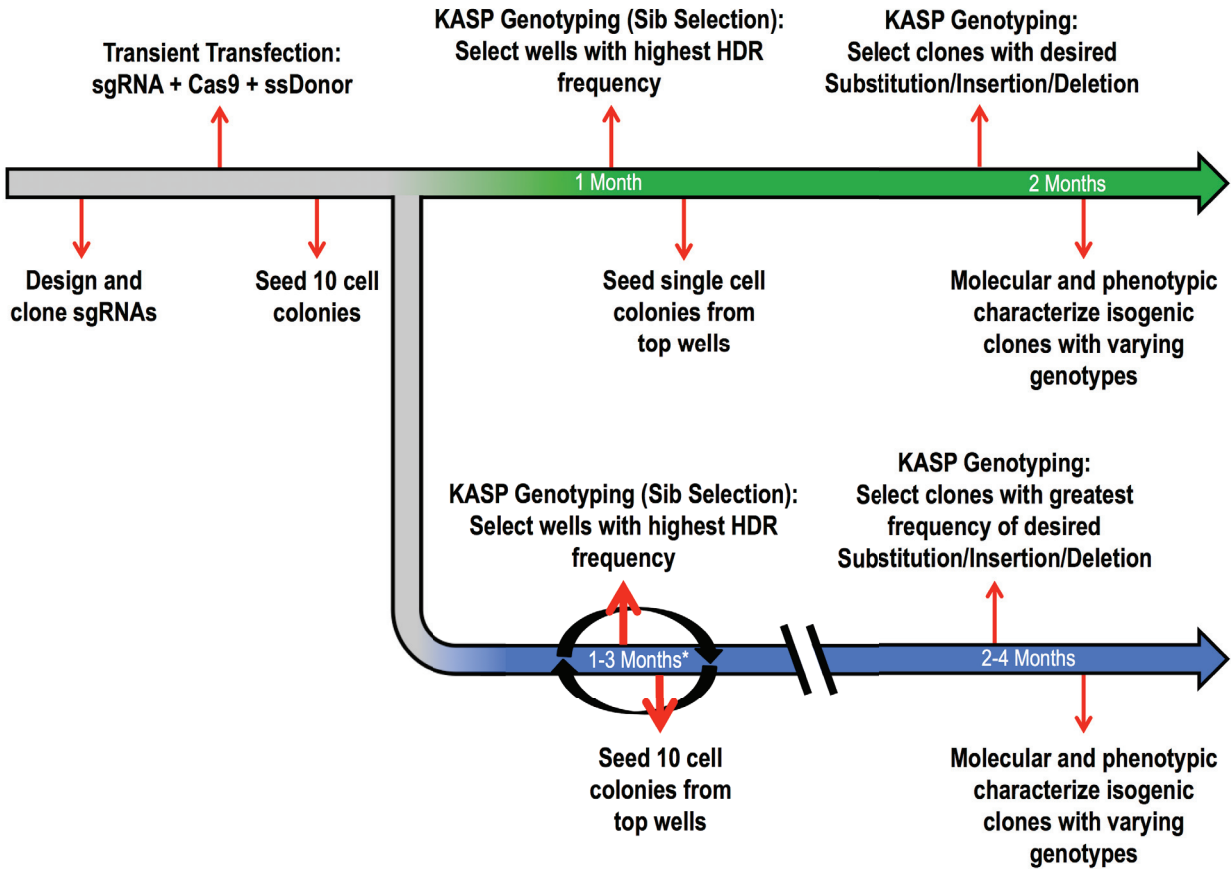 Transient Transfection:
sgRNA + Cas9 + ssDonor
KASP Genotyping (Sib Selection):
Select wells with highest HDR
frequency
KASP Genotyping:
Select clones with desired
Substitution/Insertion/Deletion
1 Month
2 Months
Design and
clone sgRNAs
Seed 10 cell
colonies
Seed single cell
colonies from
top wells
Molecular and phenotypic
characterize isogenic
clones with varying
genotypes
KASP Genotyping (Sib Selection):
Select wells with highest HDR
frequency
KASP Genotyping:
Select clones with greatest
frequency of desired
Substitution/Insertion/Deletion
1-3 Months*
2-4 Months
Seed 10 cell
colonies from
top wells
Molecular and phenotypic
characterize isogenic
clones with varying
genotypes